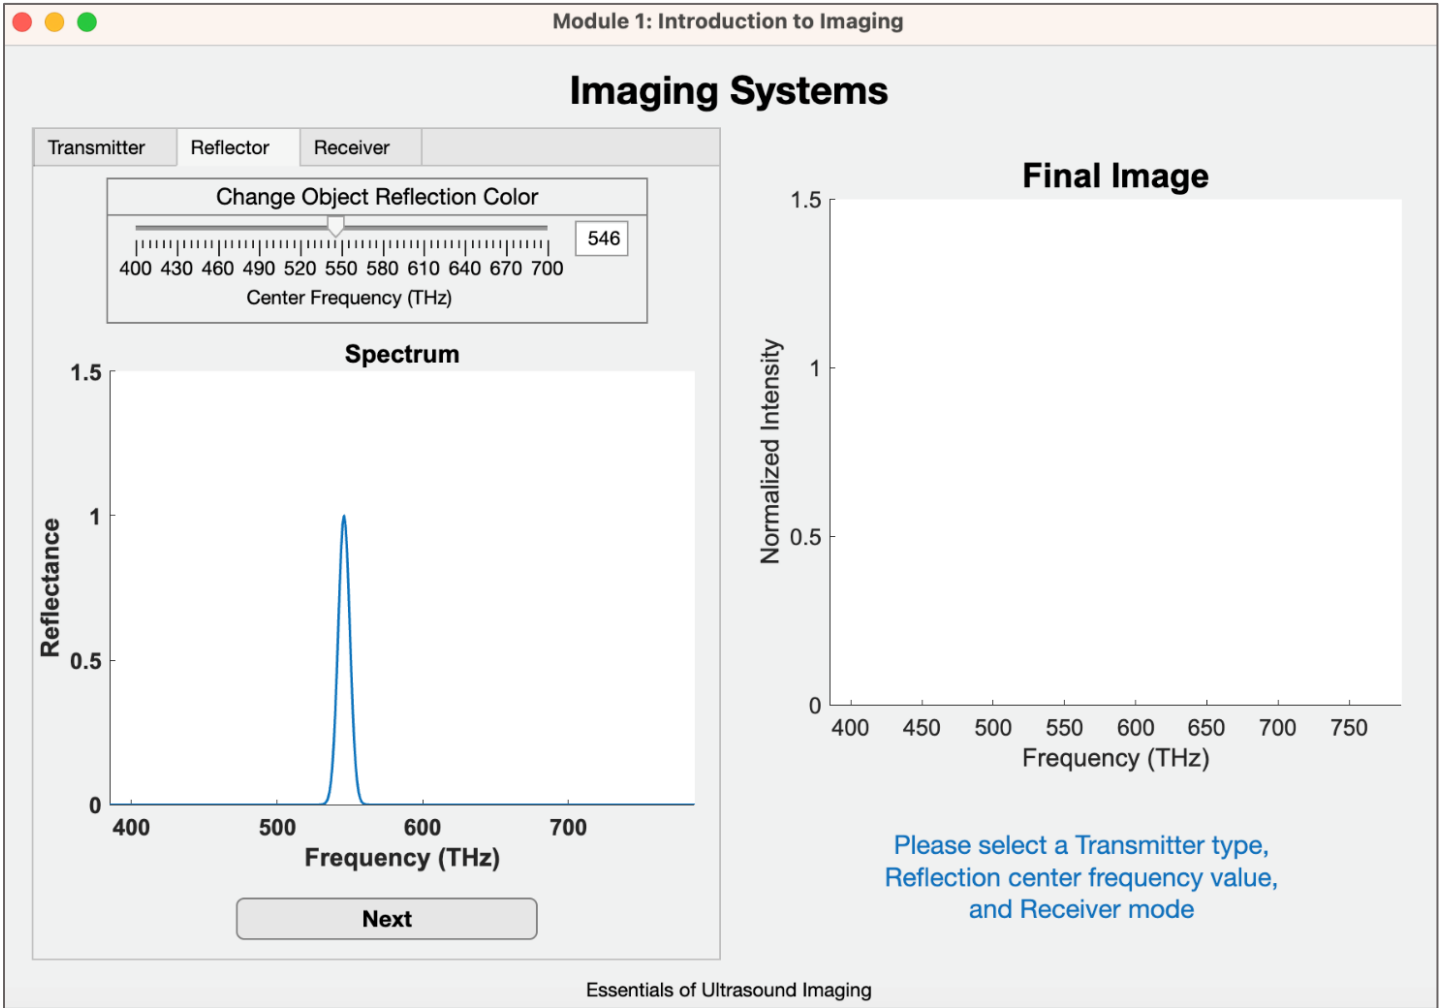 Module 1: Introduction to Imaging
Imaging Systems
Transmitter Reflector Receiver
Change Object Reflection Color
546
400 430 460 490 520 550 580 610 640 670 700
Center Frequency (THz)
Spectrum
1.5
1
0.5
0
Reflectance
400 500 600 700
Frequency (THz)
Next
Final Image
1.5
1
0.5
0
Normalized Intensity
400 450 500 550 600 650 700 750
Frequency (THz)
Please select a Transmitter type,
Reflection center frequency value,
and Receiver mode
Essentials of Ultrasound Imaging